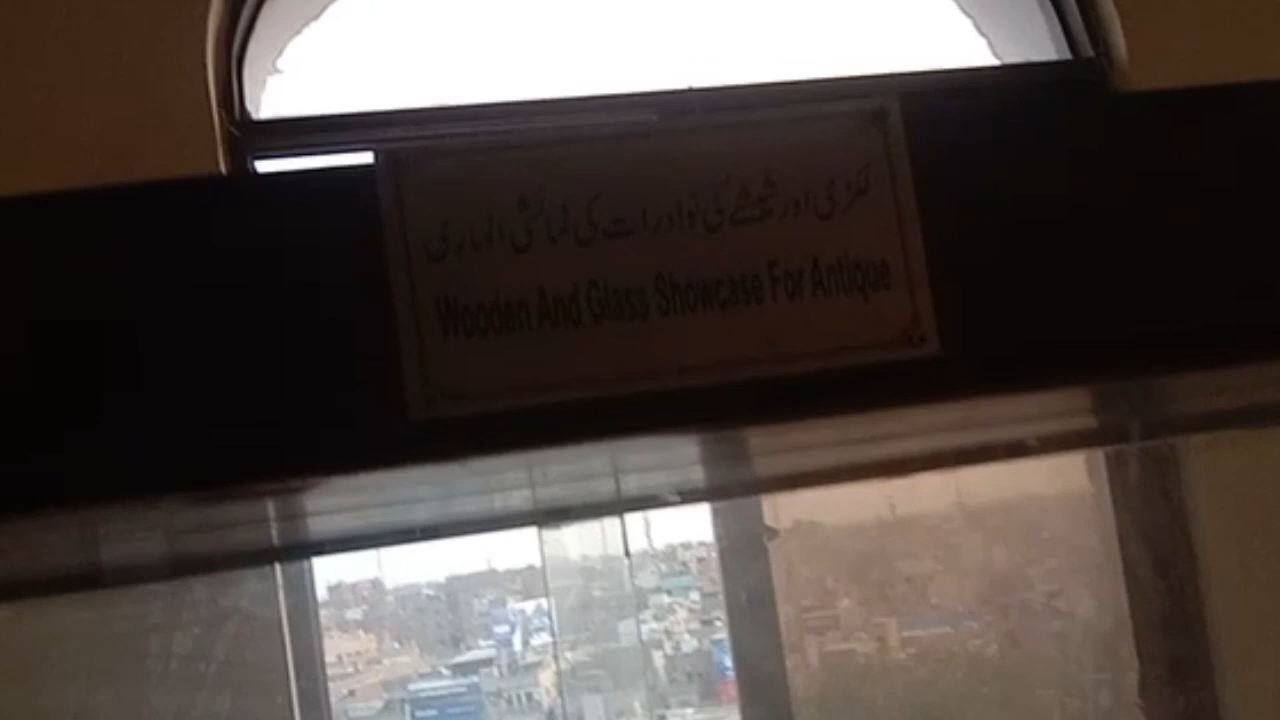 لکڑی اور شیشے کی نوادرات کی نمائشی الماری
Wooden And Glass Showcase For Antique